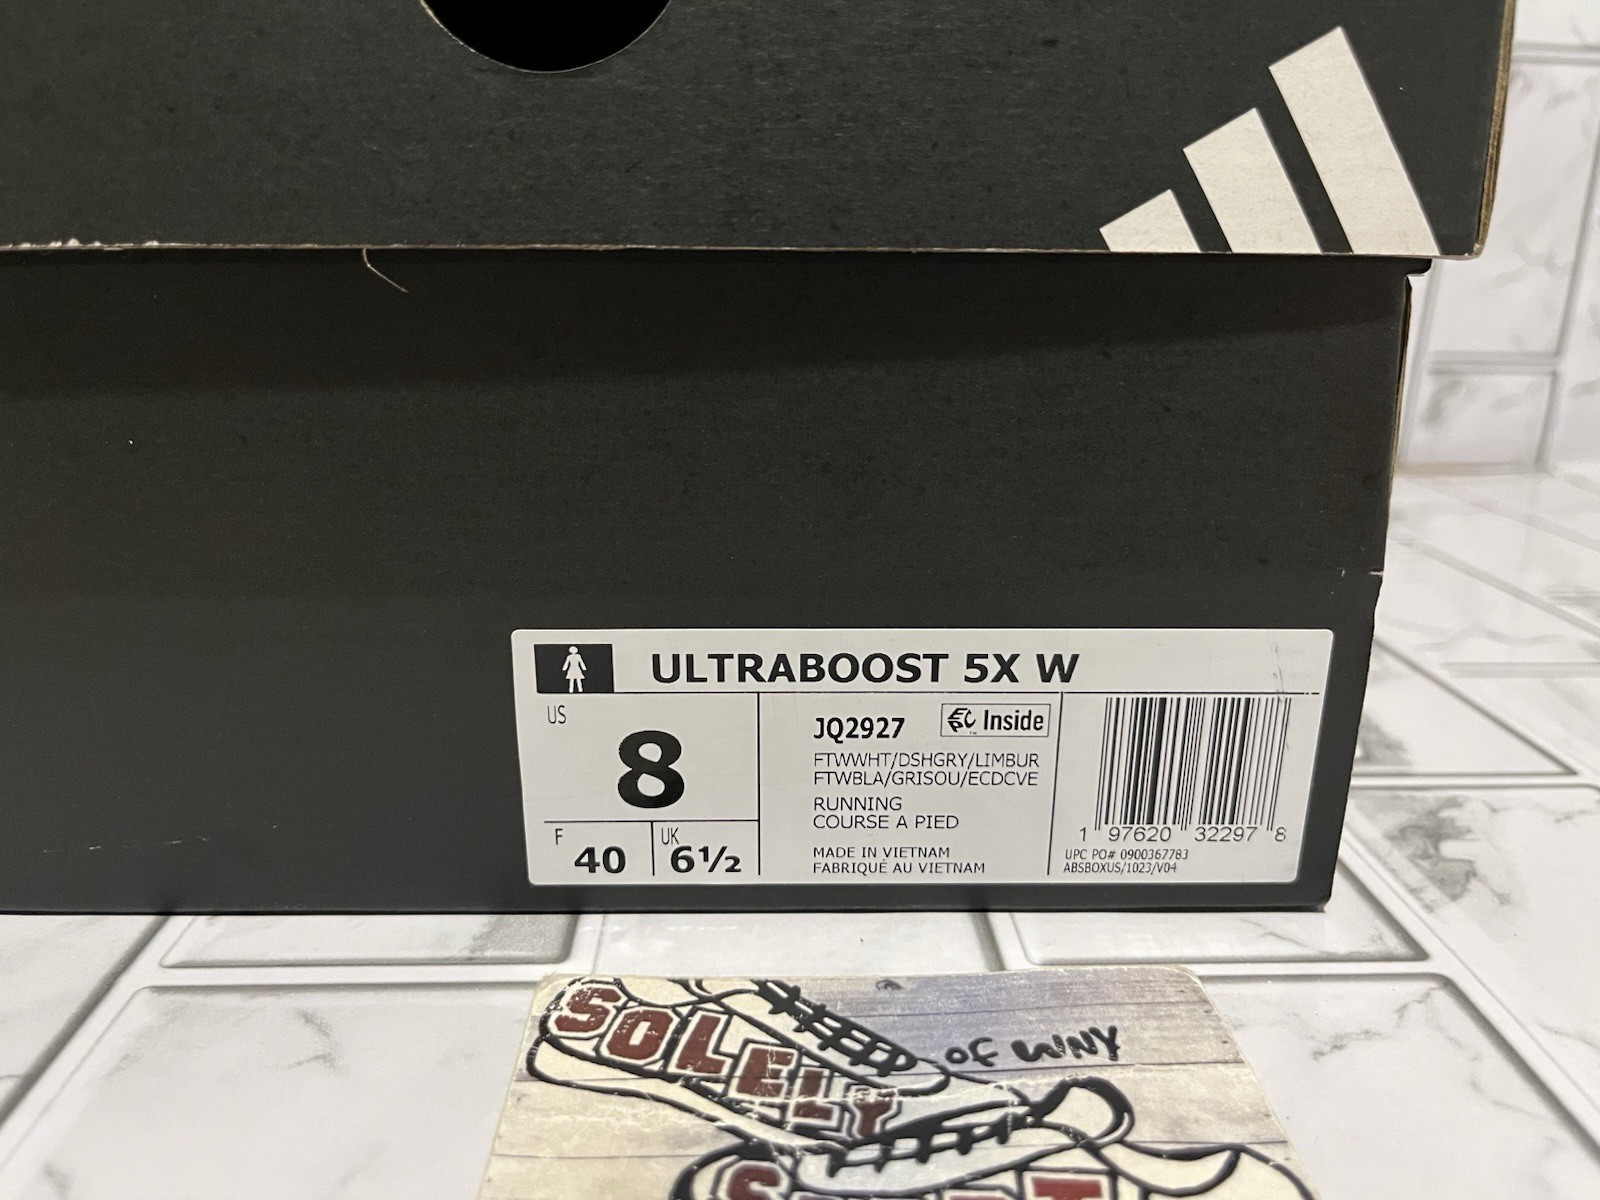 ULTRABOOST 5X W
US
8
F
40
UK
6½
JQ2927
EPC Inside
™
FTWWHT/DSHGRY/LIMBUR
FTWBLA/GRISOU/ECDCVE
RUNNING
COURSE A PIED
MADE IN VIETNAM
FABRIQUÉ AU VIETNAM
1 97620 32297 8
UPC PO# 0900367783
ABSBOXUS/1023/V04
SOLELY
of WNY